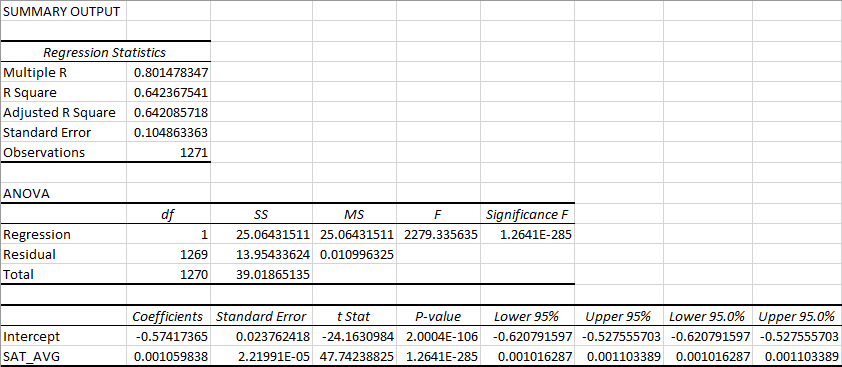 SUMMARY OUTPUT
Regression Statistics
Multiple R 0.801478347
R Square 0.642367541
Adjusted R Square 0.642085718
Standard Error 0.104863363
Observations 1271
ANOVA
df SS MS F Significance F
Regression 1 25.06431511 25.06431511 2279.335635 1.2641E-285
Residual 1269 13.95433624 0.010996325
Total 1270 39.01865135
Coefficients Standard Error t Stat P-value Lower 95% Upper 95% Lower 95.0% Upper 95.0%
Intercept -0.57417365 0.023762418 -24.1630984 2.0004E-106 -0.620791597 -0.527555703 -0.620791597 -0.527555703
SAT_AVG 0.001059838 2.21991E-05 47.74238825 1.2641E-285 0.001016287 0.001103389 0.001016287 0.001103389